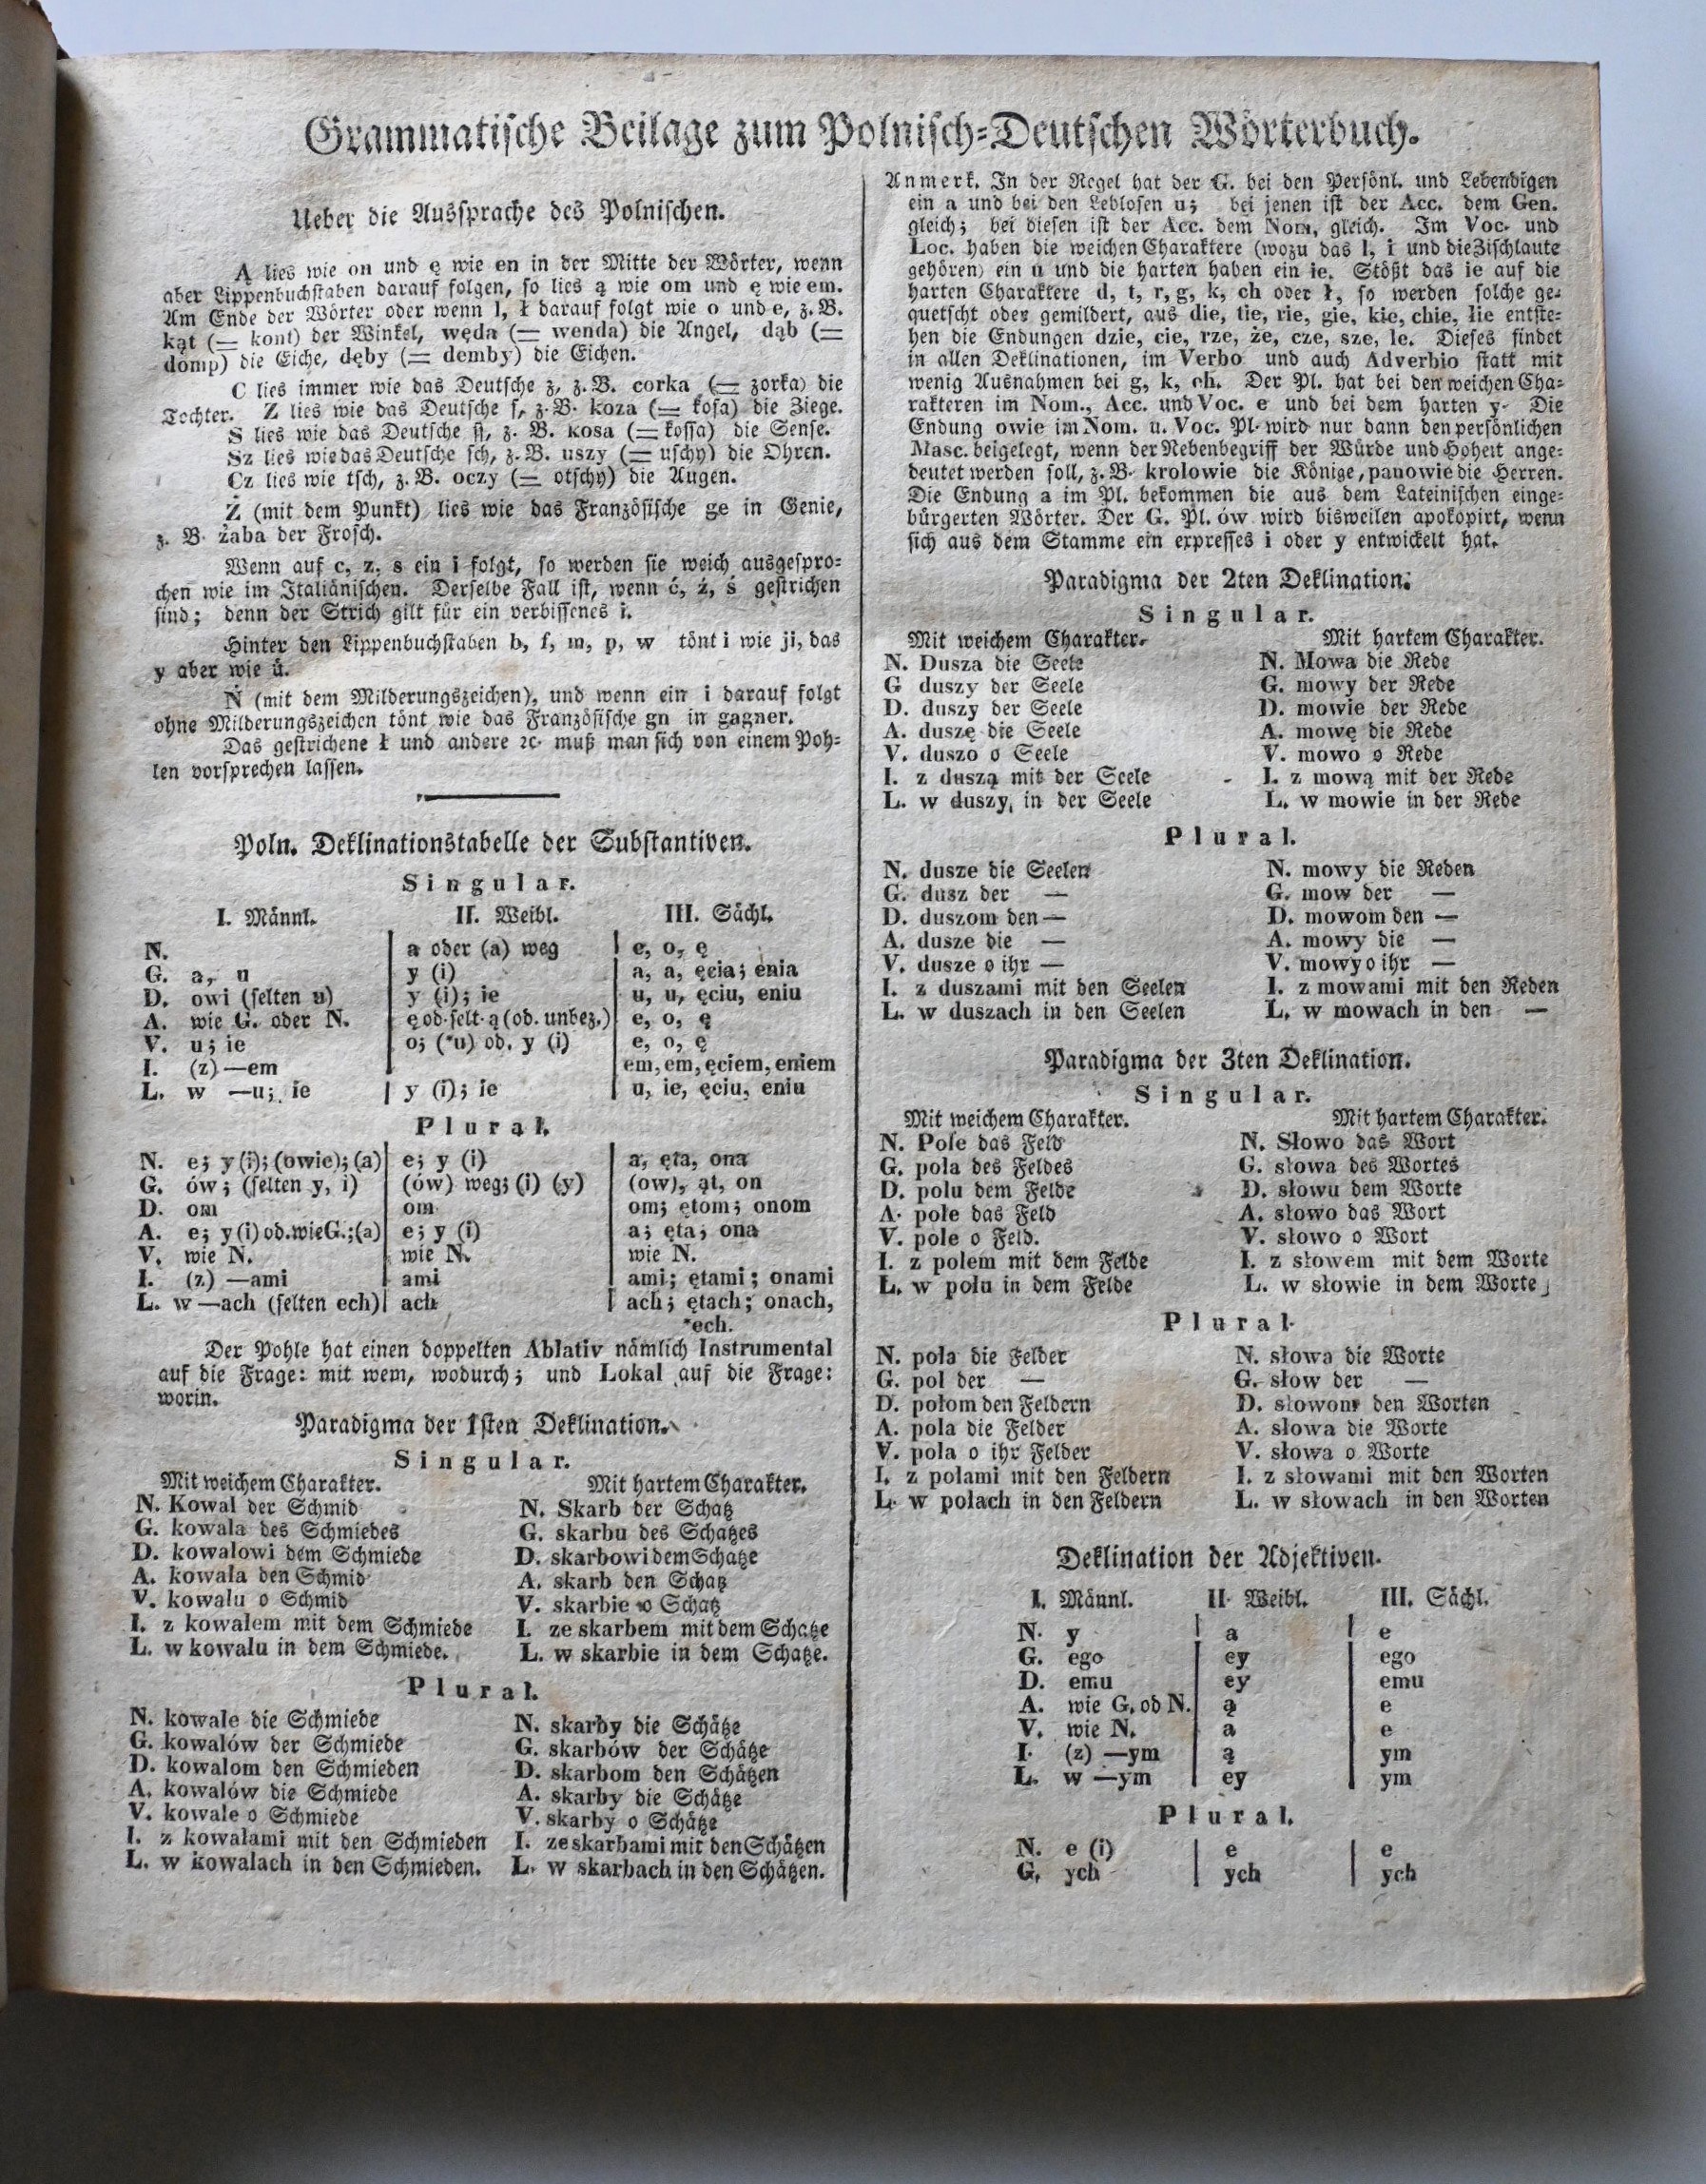 Grammatische Beilage zum Polnisch-Deutschen Wörterbuch.
Ueber die Aussprache des Polnischen.
Ą lies wie on und ę wie en in der Mitte der Wörter, wenn
aber Lippenbuchstaben darauf folgen, so lies ą wie om und ę wie em.
Am Ende der Wörter oder wenn l, ł darauf folgt wie o und e, z. B.
kąt (= kont) der Winkel, węda (= wenda) die Angel, dąb (=
domp) die Eiche, dęby (= demby) die Eichen.
C lies immer wie das Deutsche z, z. B. corka (= zorka) die
Tochter. Z lies wie das Deutsche s, z. B. koza (= kosa) die Ziege.
S lies wie das Deutsche ß, z. B. kosa (= kossa) die Sense.
Sz lies wie das Deutsche sch, z. B. uszy (= uschy) die Ohren.
Cz lies wie tsch, z. B. oczy (= otschy) die Augen.
Ż (mit dem Punkt) lies wie das Französische ge in Genie,
z. B. żaba der Frosch.
Wenn auf c, z, s ein i folgt, so werden sie weich ausgespro-
chen wie im Italiänischen. Derselbe Fall ist, wenn ć, ź, ś gestrichen
sind; denn der Strich gilt für ein verbissenes i.
Hinter den Lippenbuchstaben b, f, m, p, w tönt i wie ji, das
y aber wie ü.
Ń (mit dem Milderungszeichen), und wenn ein i darauf folgt
ohne Milderungszeichen tönt wie das Französische gn in gagner.
Das gestrichene ł und andere ꝛc. muß man sich von einem Poh-
len vorsprechen lassen.
Poln. Deklinationstabelle der Substantiven.
Singular.
I. Männl. II. Weibl. III. Sächl.
N. a oder (a) weg e, o, ę
G. a, u y (i) a, a, ęcia; enia
D. owi (selten u) y (i); ie u, u, ęciu, eniu
A. wie G. oder N. ę od. selt. ą (od. unbez.) e, o, ę
V. u; ie o; (*u) od. y (i) e, o, ę
I. (z) —em em, em, ęciem, eniem
L. w —u; ie y (i); ie u, ie, ęciu, eniu
Plural.
N. e; y (i); (owie); (a) e; y (i) a, ęta, ona
G. ów; (selten y, i) (ów) weg; (i) (y) (ow), ąt, on
D. om om om; ętom; onom
A. e; y (i) od. wie G.; (a) e; y (i) a; ęta; ona
V. wie N. wie N. wie N.
I. (z) —ami ami ami; ętami; onami
L. w —ach (selten ech) ach ach; ętach; onach,
*ech.
Der Pohle hat einen doppelten Ablativ nämlich Instrumental
auf die Frage: mit wem, wodurch; und Lokal auf die Frage:
worin.
Paradigma der 1sten Deklination.
Singular.
Mit weichem Charakter. Mit hartem Charakter.
N. Kowal der Schmid N. Skarb der Schatz
G. kowala des Schmiedes G. skarbu des Schatzes
D. kowalowi dem Schmiede D. skarbowi dem Schatze
A. kowala den Schmid A. skarb den Schatz
V. kowalu o Schmid V. skarbie o Schatz
I. z kowalem mit dem Schmiede I. ze skarbem mit dem Schatze
L. w kowalu in dem Schmiede. L. w skarbie in dem Schatze.
Plural.
N. kowale die Schmiede N. skarby die Schätze
G. kowalów der Schmiede G. skarbów der Schätze
D. kowalom den Schmieden D. skarbom den Schätzen
A. kowalów die Schmiede A. skarby die Schätze
V. kowale o Schmiede V. skarby o Schätze
I. z kowalami mit den Schmieden I. ze skarbami mit den Schätzen
L. w kowalach in den Schmieden. L. w skarbach in den Schätzen.
Anmerk. In der Regel hat der G. bei den Persönl. und Lebendigen
ein a und bei den Leblosen u; bei jenen ist der Acc. dem Gen.
gleich; bei diesen ist der Acc. dem Nom. gleich. Im Voc. und
Loc. haben die weichen Charaktere (wozu das l, i und die Zischlaute
gehören) ein u und die harten haben ein ie. Stößt das ie auf die
harten Charaktere d, t, r, g, k, ch oder ł, so werden solche ge-
quetscht oder gemildert, aus die, tie, rie, gie, kie, chie, łie entste-
hen die Endungen dzie, cie, rze, że, cze, sze, le. Dieses findet
in allen Deklinationen, im Verbo und auch Adverbio statt mit
wenig Ausnahmen bei g, k, ch. Der Pl. hat bei den weichen Cha-
rakteren im Nom., Acc. und Voc. e und bei dem harten y. Die
Endung owie im Nom. u. Voc. Pl. wird nur dann den persönlichen
Masc. beigelegt, wenn der Nebenbegriff der Würde und Hoheit ange-
deutet werden soll, z. B. krolowie die Könige, panowie die Herren.
Die Endung a im Pl. bekommen die aus dem Lateinischen einge-
bürgerten Wörter. Der G. Pl. ów wird bisweilen apokopirt, wenn
sich aus dem Stamme ein expresses i oder y entwickelt hat.
Paradigma der 2ten Deklination.
Singular.
Mit weichem Charakter. Mit hartem Charakter.
N. Dusza die Seele N. Mowa die Rede
G duszy der Seele G. mowy der Rede
D. duszy der Seele D. mowie der Rede
A. duszę die Seele A. mowę die Rede
V. duszo o Seele V. mowo o Rede
I. z duszą mit der Seele I. z mową mit der Rede
L. w duszy, in der Seele L. w mowie in der Rede
Plural.
N. dusze die Seelen N. mowy die Reden
G. dusz der — G. mow der —
D. duszom den — D. mowom den —
A. dusze die — A. mowy die —
V. dusze o ihr — V. mowy o ihr —
I. z duszami mit den Seelen I. z mowami mit den Reden
L. w duszach in den Seelen L. w mowach in den —
Paradigma der 3ten Deklination.
Singular.
Mit weichem Charakter. Mit hartem Charakter.
N. Pole das Feld N. Słowo das Wort
G. pola des Feldes G. słowa des Wortes
D. polu dem Felde D. słowu dem Worte
A. pole das Feld A. słowo das Wort
V. pole o Feld. V. słowo o Wort
I. z polem mit dem Felde I. z słowem mit dem Worte
L. w polu in dem Felde L. w słowie in dem Worte
Plural.
N. pola die Felder N. słowa die Worte
G. pol der — G. słow der —
D. polom den Feldern D. słowom den Worten
A. pola die Felder A. słowa die Worte
V. pola o ihr Felder V. słowa o Worte
I. z polami mit den Feldern I. z słowami mit den Worten
L. w polach in den Feldern L. w słowach in den Worten
Deklination der Adjektiven.
I. Männl. II. Weibl. III. Sächl.
N. y a e
G. ego ey ego
D. emu ey emu
A. wie G. od N. ą e
V. wie N. a e
I. (z) —ym ą ym
L. w —ym ey ym
Plural.
N. e (i) e e
G. ych ych ych